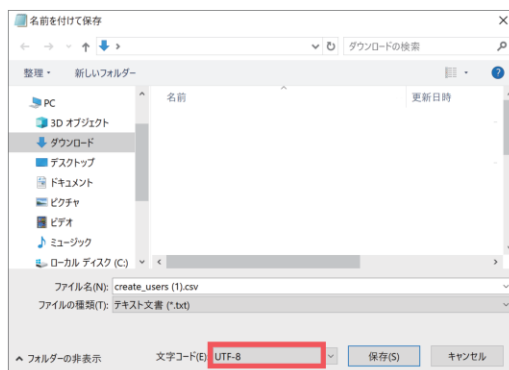 名前を付けて保存
ダウンロードの検索
整理
新しいフォルダー
PC
3D オブジェクト
ダウンロード
デスクトップ
ドキュメント
ピクチャ
ビデオ
ミュージック
ローカル ディスク (C:)
名前
更新日時
ファイル名(N): create_users (1).csv
ファイルの種類(T): テキスト文書 (*.txt)
フォルダーの非表示
文字コード(E): UTF-8
保存(S)
キャンセル